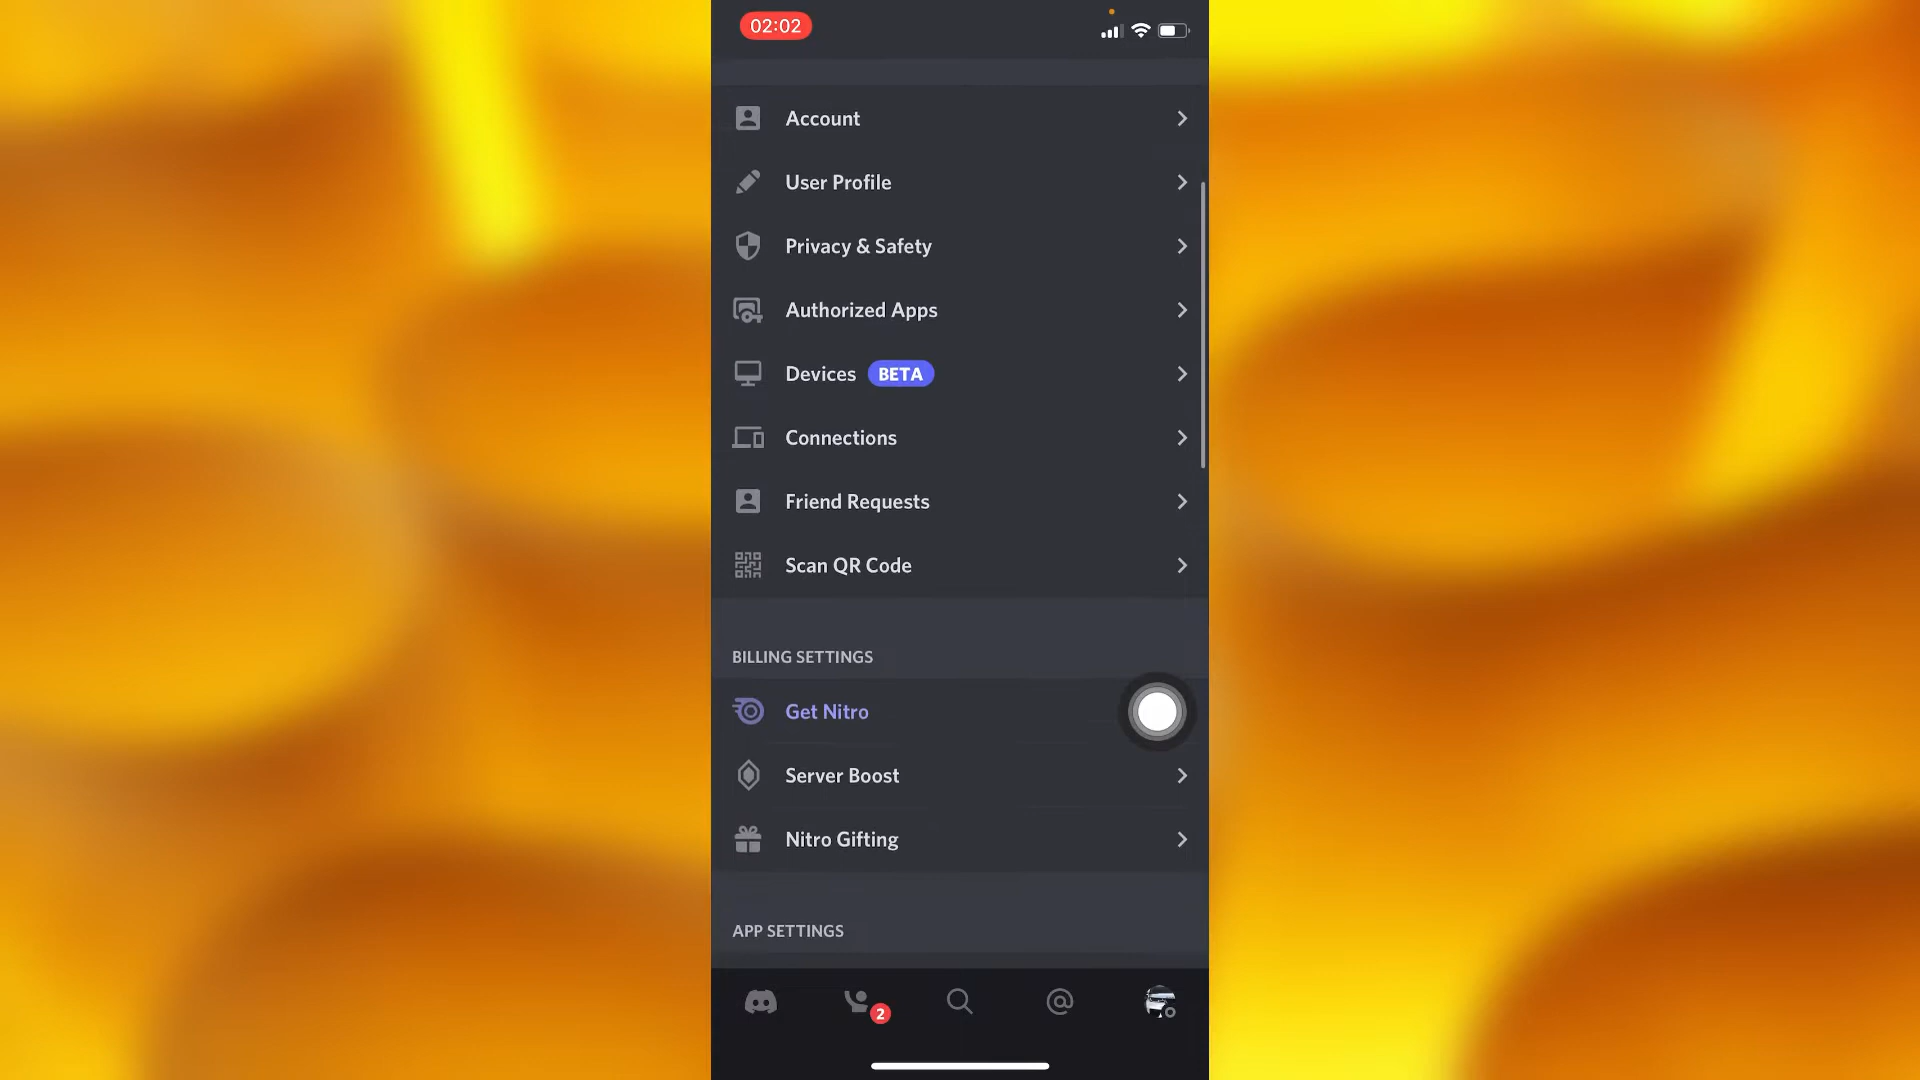 02:02
Account
User Profile
Privacy & Safety
Authorized Apps
Devices BETA
Connections
Friend Requests
Scan QR Code
BILLING SETTINGS
Get Nitro
Server Boost
Nitro Gifting
APP SETTINGS
2